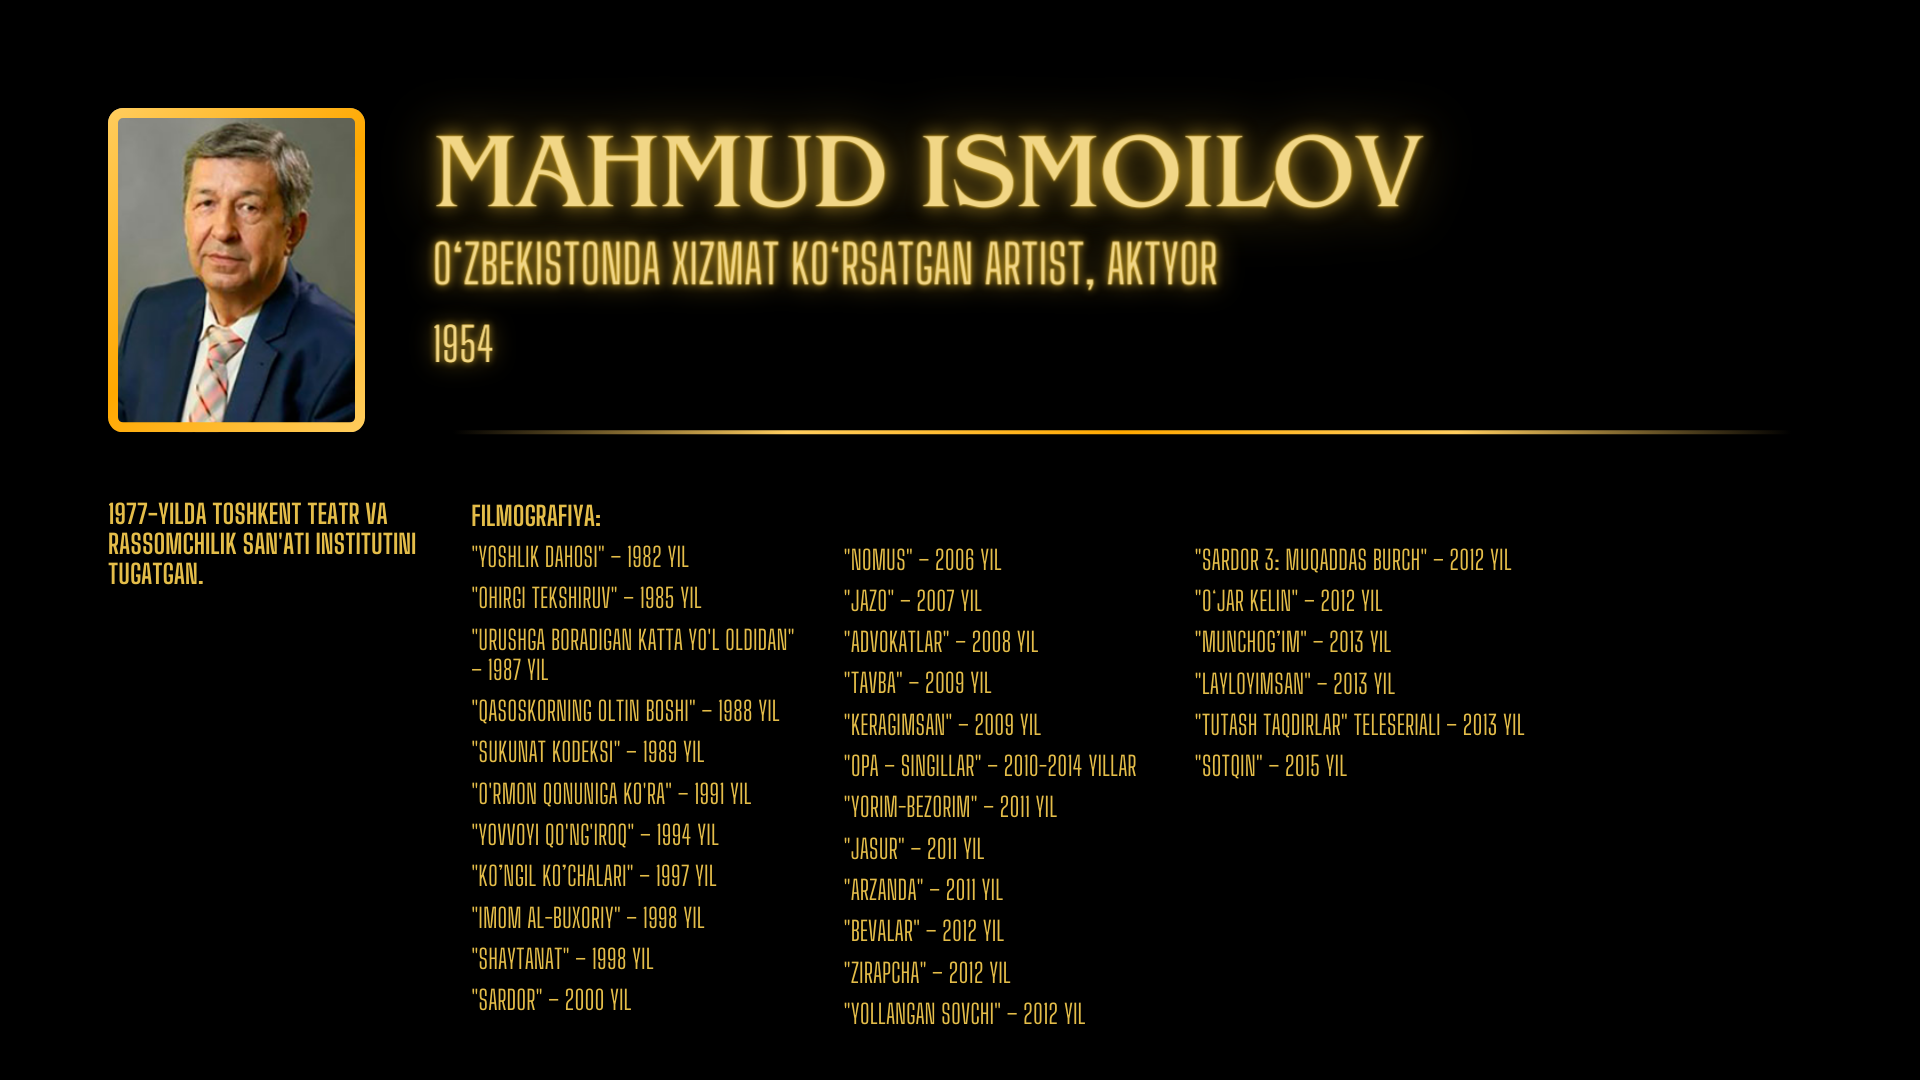 MAHMUD ISMOILOV
O‘ZBEKISTONDA XIZMAT KO‘RSATGAN ARTIST, AKTYOR
1954
1977-YILDA TOSHKENT TEATR VA
RASSOMCHILIK SAN'ATI INSTITUTINI
TUGATGAN.
FILMOGRAFIYA:
"YOSHLIK DAHOSI" – 1982 YIL
"OHIRGI TEKSHIRUV" – 1985 YIL
"URUSHGA BORADIGAN KATTA YO'L OLDIDAN"
– 1987 YIL
"QASOSKORNING OLTIN BOSHI" – 1988 YIL
"SUKUNAT KODEKSI" – 1989 YIL
"O'RMON QONUNIGA KO'RA" – 1991 YIL
"YOVVOYI QO'NG'IROQ" – 1994 YIL
"KO’NGIL KO’CHALARI" – 1997 YIL
"IMOM AL-BUXORIY" – 1998 YIL
"SHAYTANAT" – 1998 YIL
"SARDOR" – 2000 YIL
"NOMUS" – 2006 YIL
"JAZO" – 2007 YIL
"ADVOKATLAR" – 2008 YIL
"TAVBA" – 2009 YIL
"KERAGIMSAN" – 2009 YIL
"OPA – SINGILLAR" – 2010-2014 YILLAR
"YORIM-BEZORIM" – 2011 YIL
"JASUR" – 2011 YIL
"ARZANDA" – 2011 YIL
"BEVALAR" – 2012 YIL
"ZIRAPCHA" – 2012 YIL
"YOLLANGAN SOVCHI" – 2012 YIL
"SARDOR 3: MUQADDAS BURCH" – 2012 YIL
"O‘JAR KELIN" – 2012 YIL
"MUNCHOG’IM" – 2013 YIL
"LAYLOYIMSAN" – 2013 YIL
"TUTASH TAQDIRLAR" TELESERIALI – 2013 YIL
"SOTQIN" – 2015 YIL